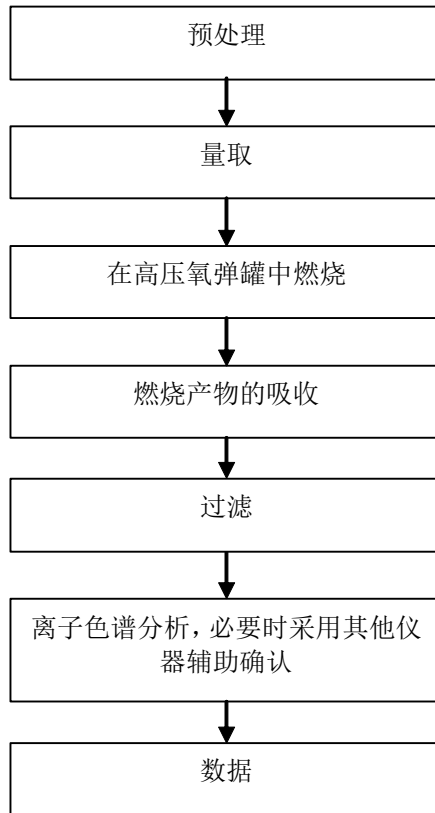 预处理
量取
在高压氧弹罐中燃烧
燃烧产物的吸收
过滤
离子色谱分析，必要时采用其他仪
器辅助确认
数据